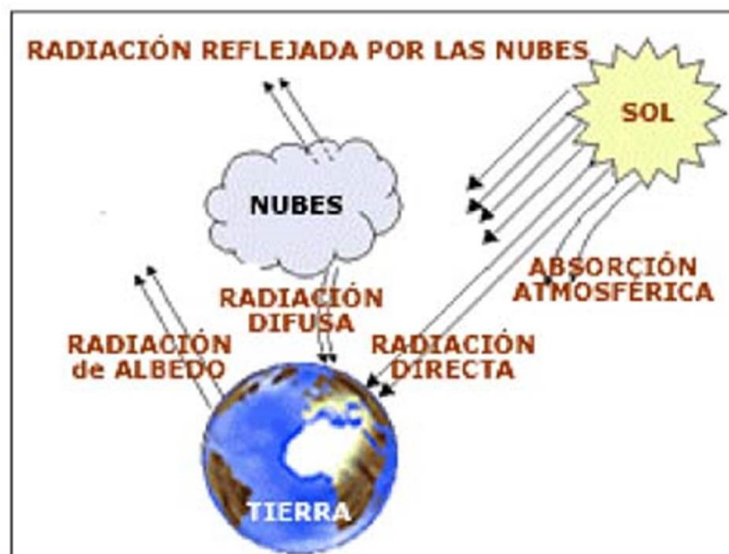 RADIACIÓN REFLEJADA POR LAS NUBES
SOL
NUBES
ABSORCIÓN
ATMOSFÉRICA
RADIACIÓN
DIFUSA
RADIACIÓN
de ALBEDO
RADIACIÓN
DIRECTA
TIERRA